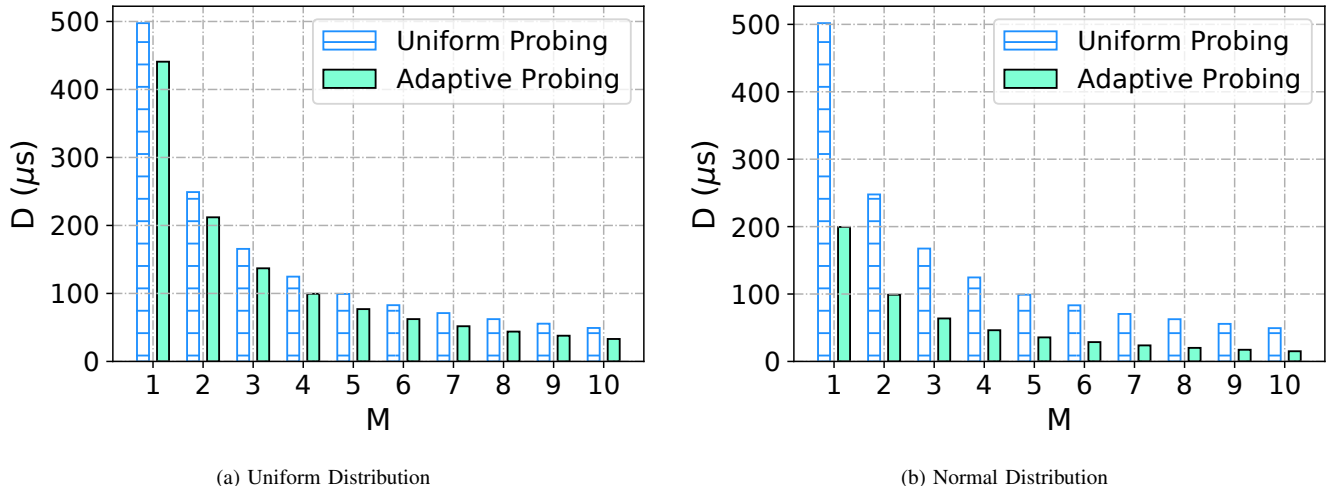 500
400
300
200
100
0
D (μs)
Uniform Probing
Adaptive Probing
1 2 3 4 5 6 7 8 9 10
M
(a) Uniform Distribution
500
400
300
200
100
0
D (μs)
Uniform Probing
Adaptive Probing
1 2 3 4 5 6 7 8 9 10
M
(b) Normal Distribution